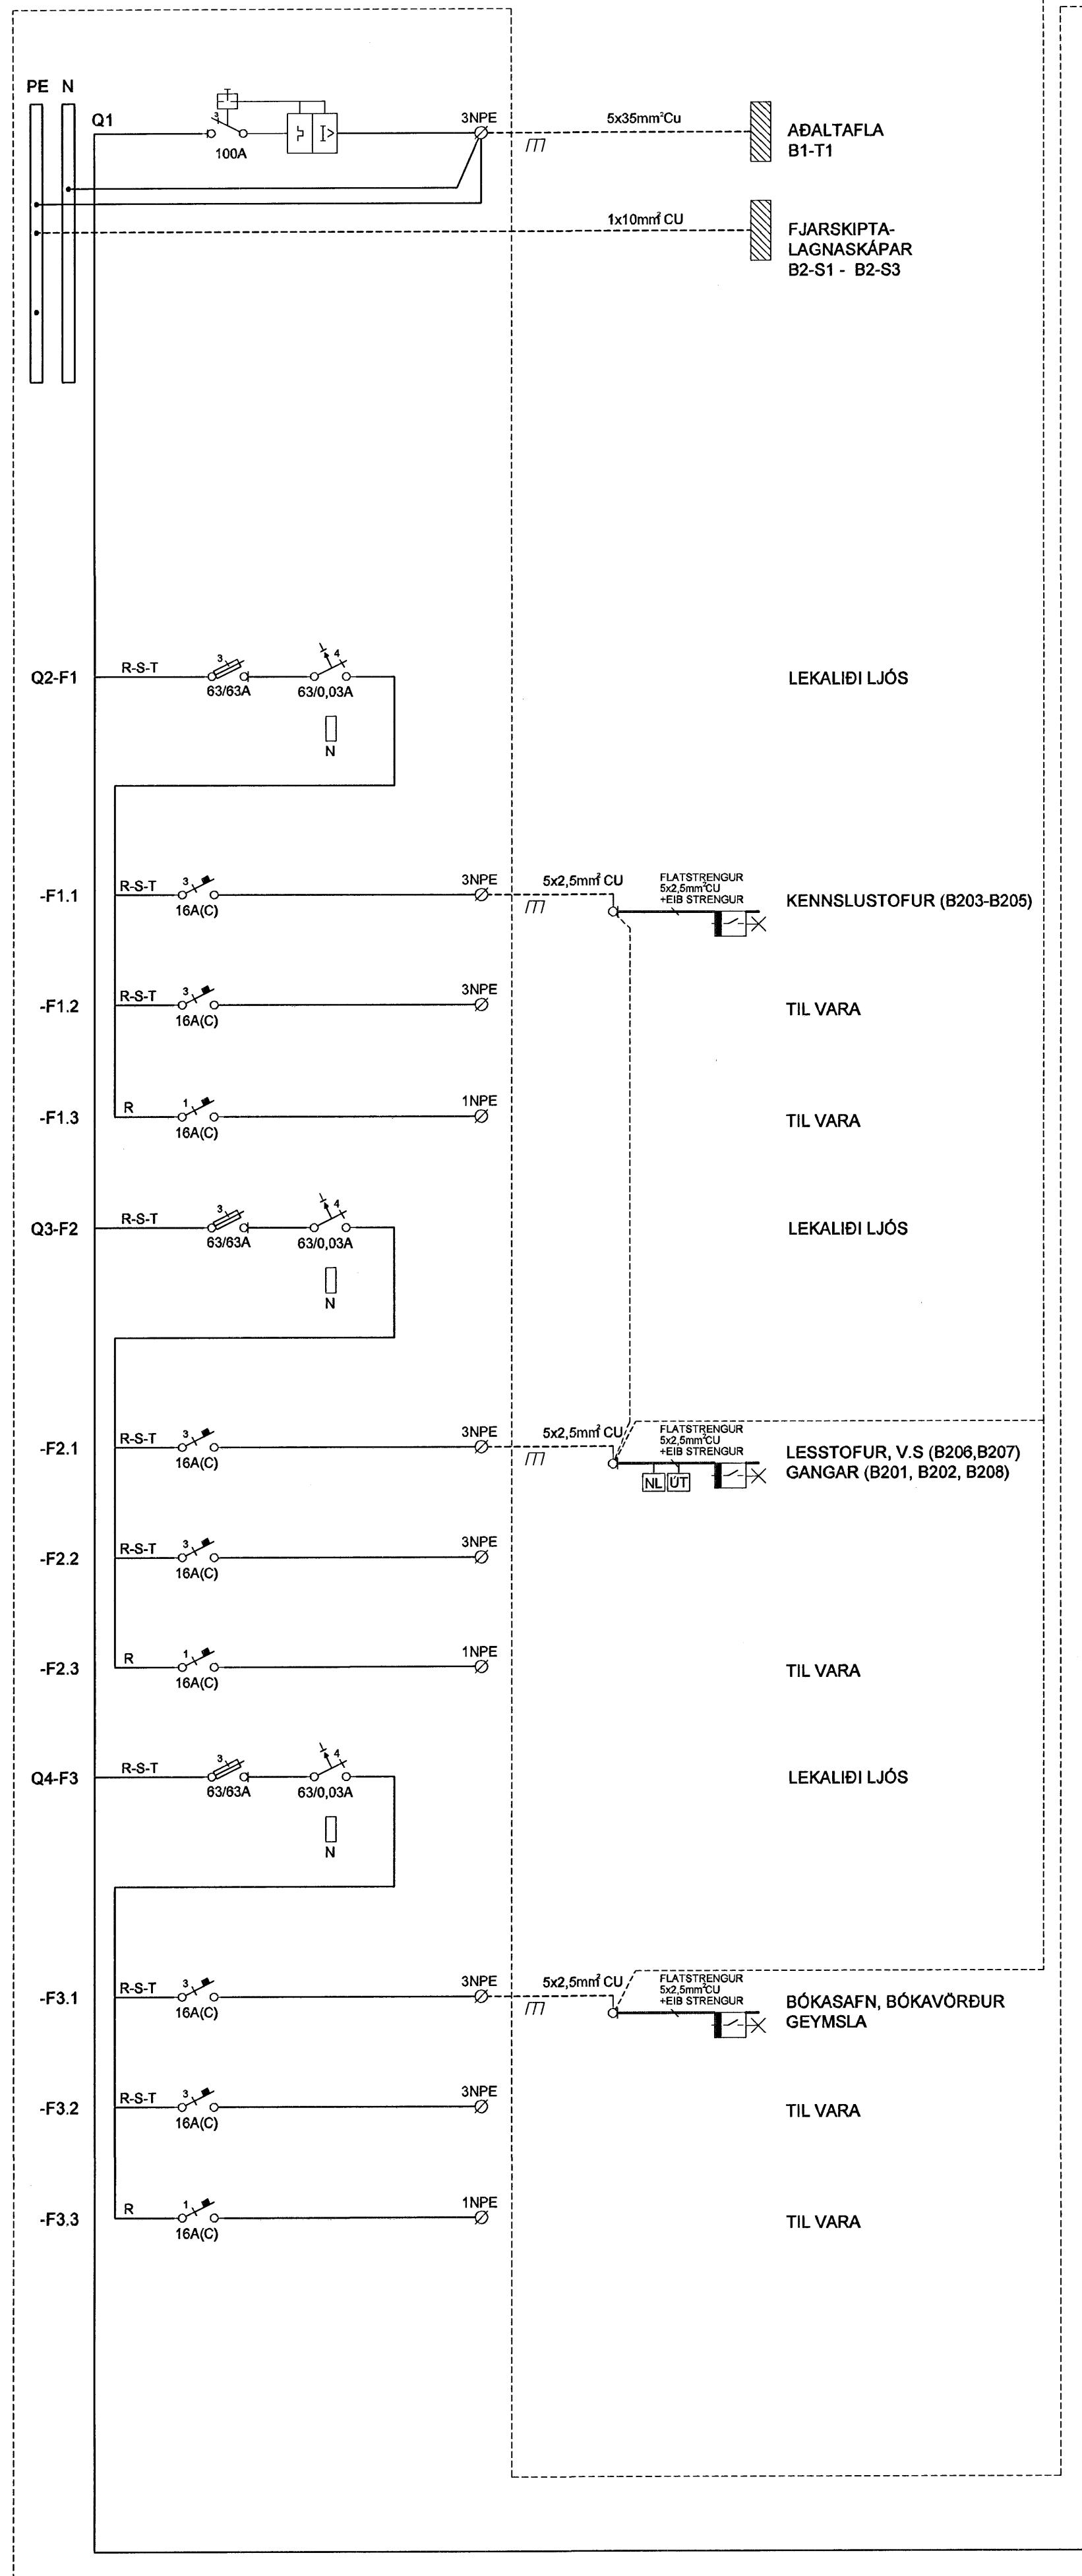 PE N
Q1
3
100A
I>
3NPE
5x35mm²Cu
AÐALTAFLA
B1-T1
1x10mm² CU
FJARSKIPTA-
LAGNASKÁPAR
B2-S1 - B2-S3
Q2-F1
R-S-T
3
63/63A
4
63/0,03A
N
LEKALIÐI LJÓS
-F1.1
R-S-T
3
16A(C)
3NPE
5x2,5mm² CU
FLATSTRENGUR
5x2,5mm²CU
+EIB STRENGUR
KENNSLUSTOFUR (B203-B205)
-F1.2
R-S-T
3
16A(C)
3NPE
TIL VARA
-F1.3
R
1
16A(C)
1NPE
TIL VARA
Q3-F2
R-S-T
3
63/63A
4
63/0,03A
N
LEKALIÐI LJÓS
-F2.1
R-S-T
3
16A(C)
3NPE
5x2,5mm² CU
FLATSTRENGUR
5x2,5mm²CU
+EIB STRENGUR
NL ÚT
LESSTOFUR, V.S (B206,B207)
GANGAR (B201, B202, B208)
-F2.2
R-S-T
3
16A(C)
3NPE
-F2.3
R
1
16A(C)
1NPE
TIL VARA
Q4-F3
R-S-T
3
63/63A
4
63/0,03A
N
LEKALIÐI LJÓS
-F3.1
R-S-T
3
16A(C)
3NPE
5x2,5mm² CU
FLATSTRENGUR
5x2,5mm²CU
+EIB STRENGUR
BÓKASAFN, BÓKAVÖRÐUR
GEYMSLA
-F3.2
R-S-T
3
16A(C)
3NPE
TIL VARA
-F3.3
R
1
16A(C)
1NPE
TIL VARA